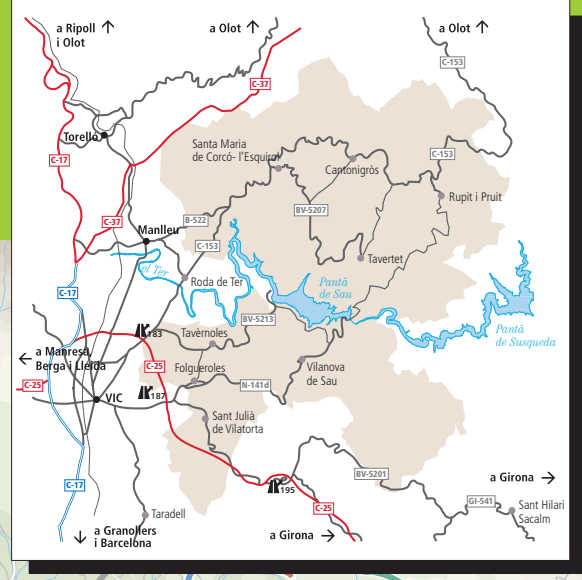 a Ripoll
i Olot
a Olot
a Olot
C-153
C-37
Torelló
Santa Maria
de Corcó- l'Esquirol
C-153
C-17
Cantonigròs
Rupit i Pruit
BV-5207
C-37
B-522
Manlleu
C-153
Tavertet
el Ter
Roda de Ter
Pantà
de Sau
C-17
BV-5213
183
Tavèrnoles
Pantà
de Susqueda
a Manresa,
Berga i Lleida
C-25
Folgueroles
Vilanova
de Sau
C-25
N-141d
187
VIC
Sant Julià
de Vilatorta
BV-5201
a Girona
C-17
195
C-25
GI-541
Sant Hilari
Sacalm
Taradell
a Granollers
i Barcelona
a Girona